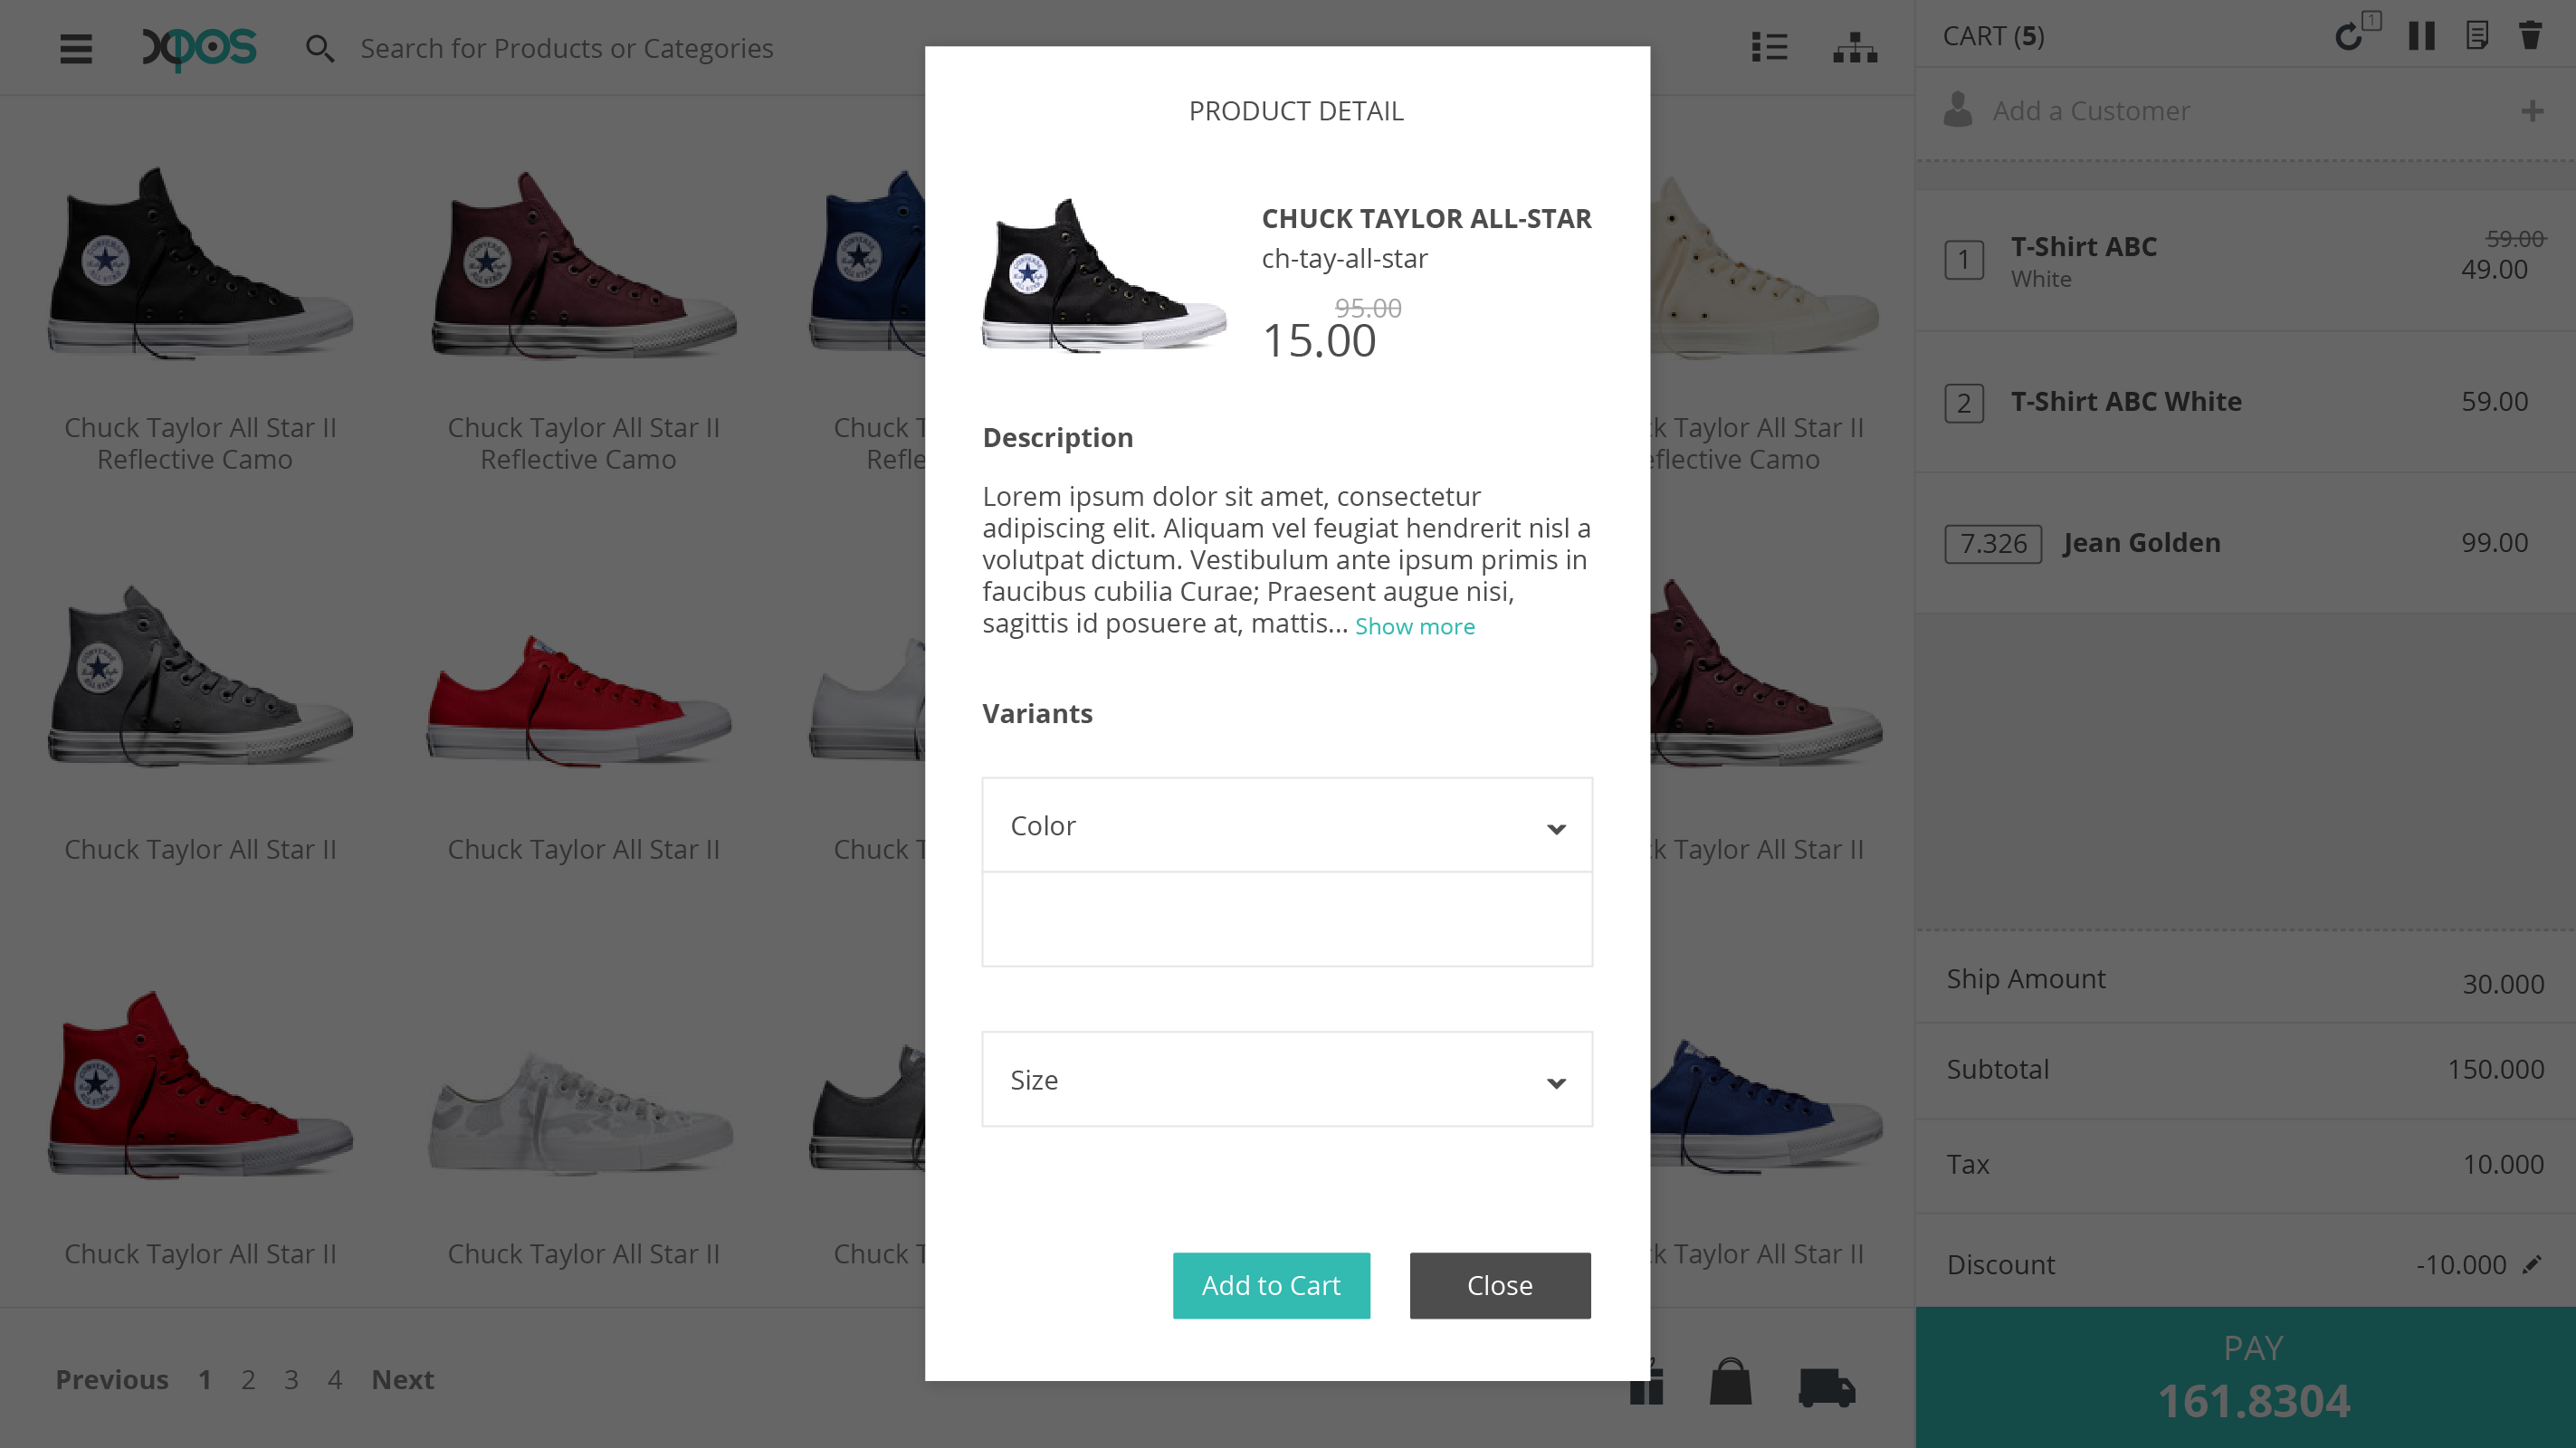 xpos
Search for Products or Categories
Chuck Taylor All Star II
Reflective Camo
Chuck Taylor All Star II
Reflective Camo
Chuck T
Refle
k Taylor All Star II
flective Camo
Chuck Taylor All Star II
Chuck Taylor All Star II
Chuck T
k Taylor All Star II
Chuck Taylor All Star II
Chuck Taylor All Star II
Chuck T
k Taylor All Star II
Previous 1 2 3 4 Next
PRODUCT DETAIL
CHUCK TAYLOR ALL-STAR
ch-tay-all-star
95.00
15.00
Description
Lorem ipsum dolor sit amet, consectetur
adipiscing elit. Aliquam vel feugiat hendrerit nisl a
volutpat dictum. Vestibulum ante ipsum primis in
faucibus cubilia Curae; Praesent augue nisi,
sagittis id posuere at, mattis... Show more
Variants
Color
Size
Add to Cart
Close
CART (5)
1
Add a Customer
1 T-Shirt ABC 59.00
White 49.00
2 T-Shirt ABC White 59.00
7.326 Jean Golden 99.00
Ship Amount 30.000
Subtotal 150.000
Tax 10.000
Discount -10.000
PAY
161.8304